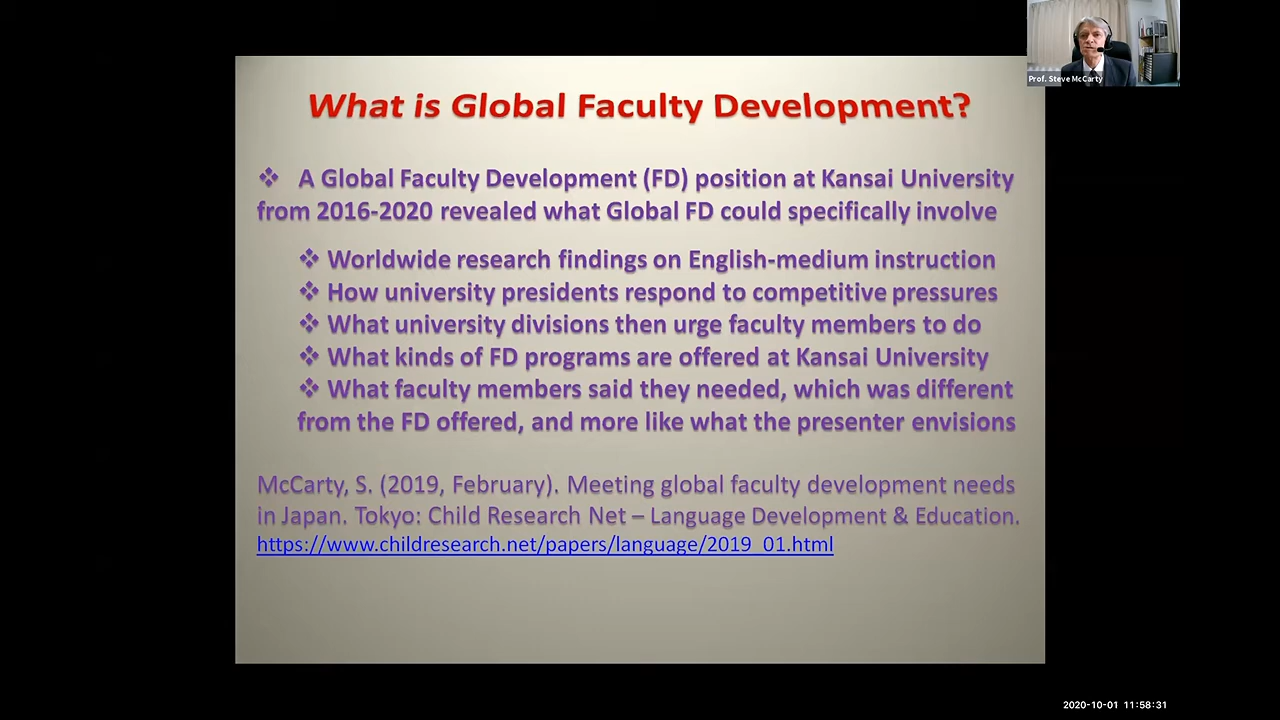 Prof. Steve McCarty
What is Global Faculty Development?
❖ A Global Faculty Development (FD) position at Kansai University
from 2016-2020 revealed what Global FD could specifically involve
❖ Worldwide research findings on English-medium instruction
❖ How university presidents respond to competitive pressures
❖ What university divisions then urge faculty members to do
❖ What kinds of FD programs are offered at Kansai University
❖ What faculty members said they needed, which was different
from the FD offered, and more like what the presenter envisions
McCarty, S. (2019, February). Meeting global faculty development needs
in Japan. Tokyo: Child Research Net – Language Development & Education.
https://www.childresearch.net/papers/language/2019_01.html
2020-10-01 11:58:31